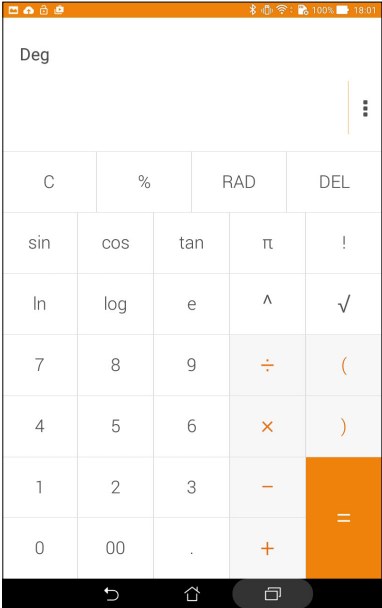 100% 18:01
Deg
C % RAD DEL
sin cos tan π !
ln log e ^ √
7 8 9 ÷ (
4 5 6 × )
1 2 3 −
=
0 00 . +